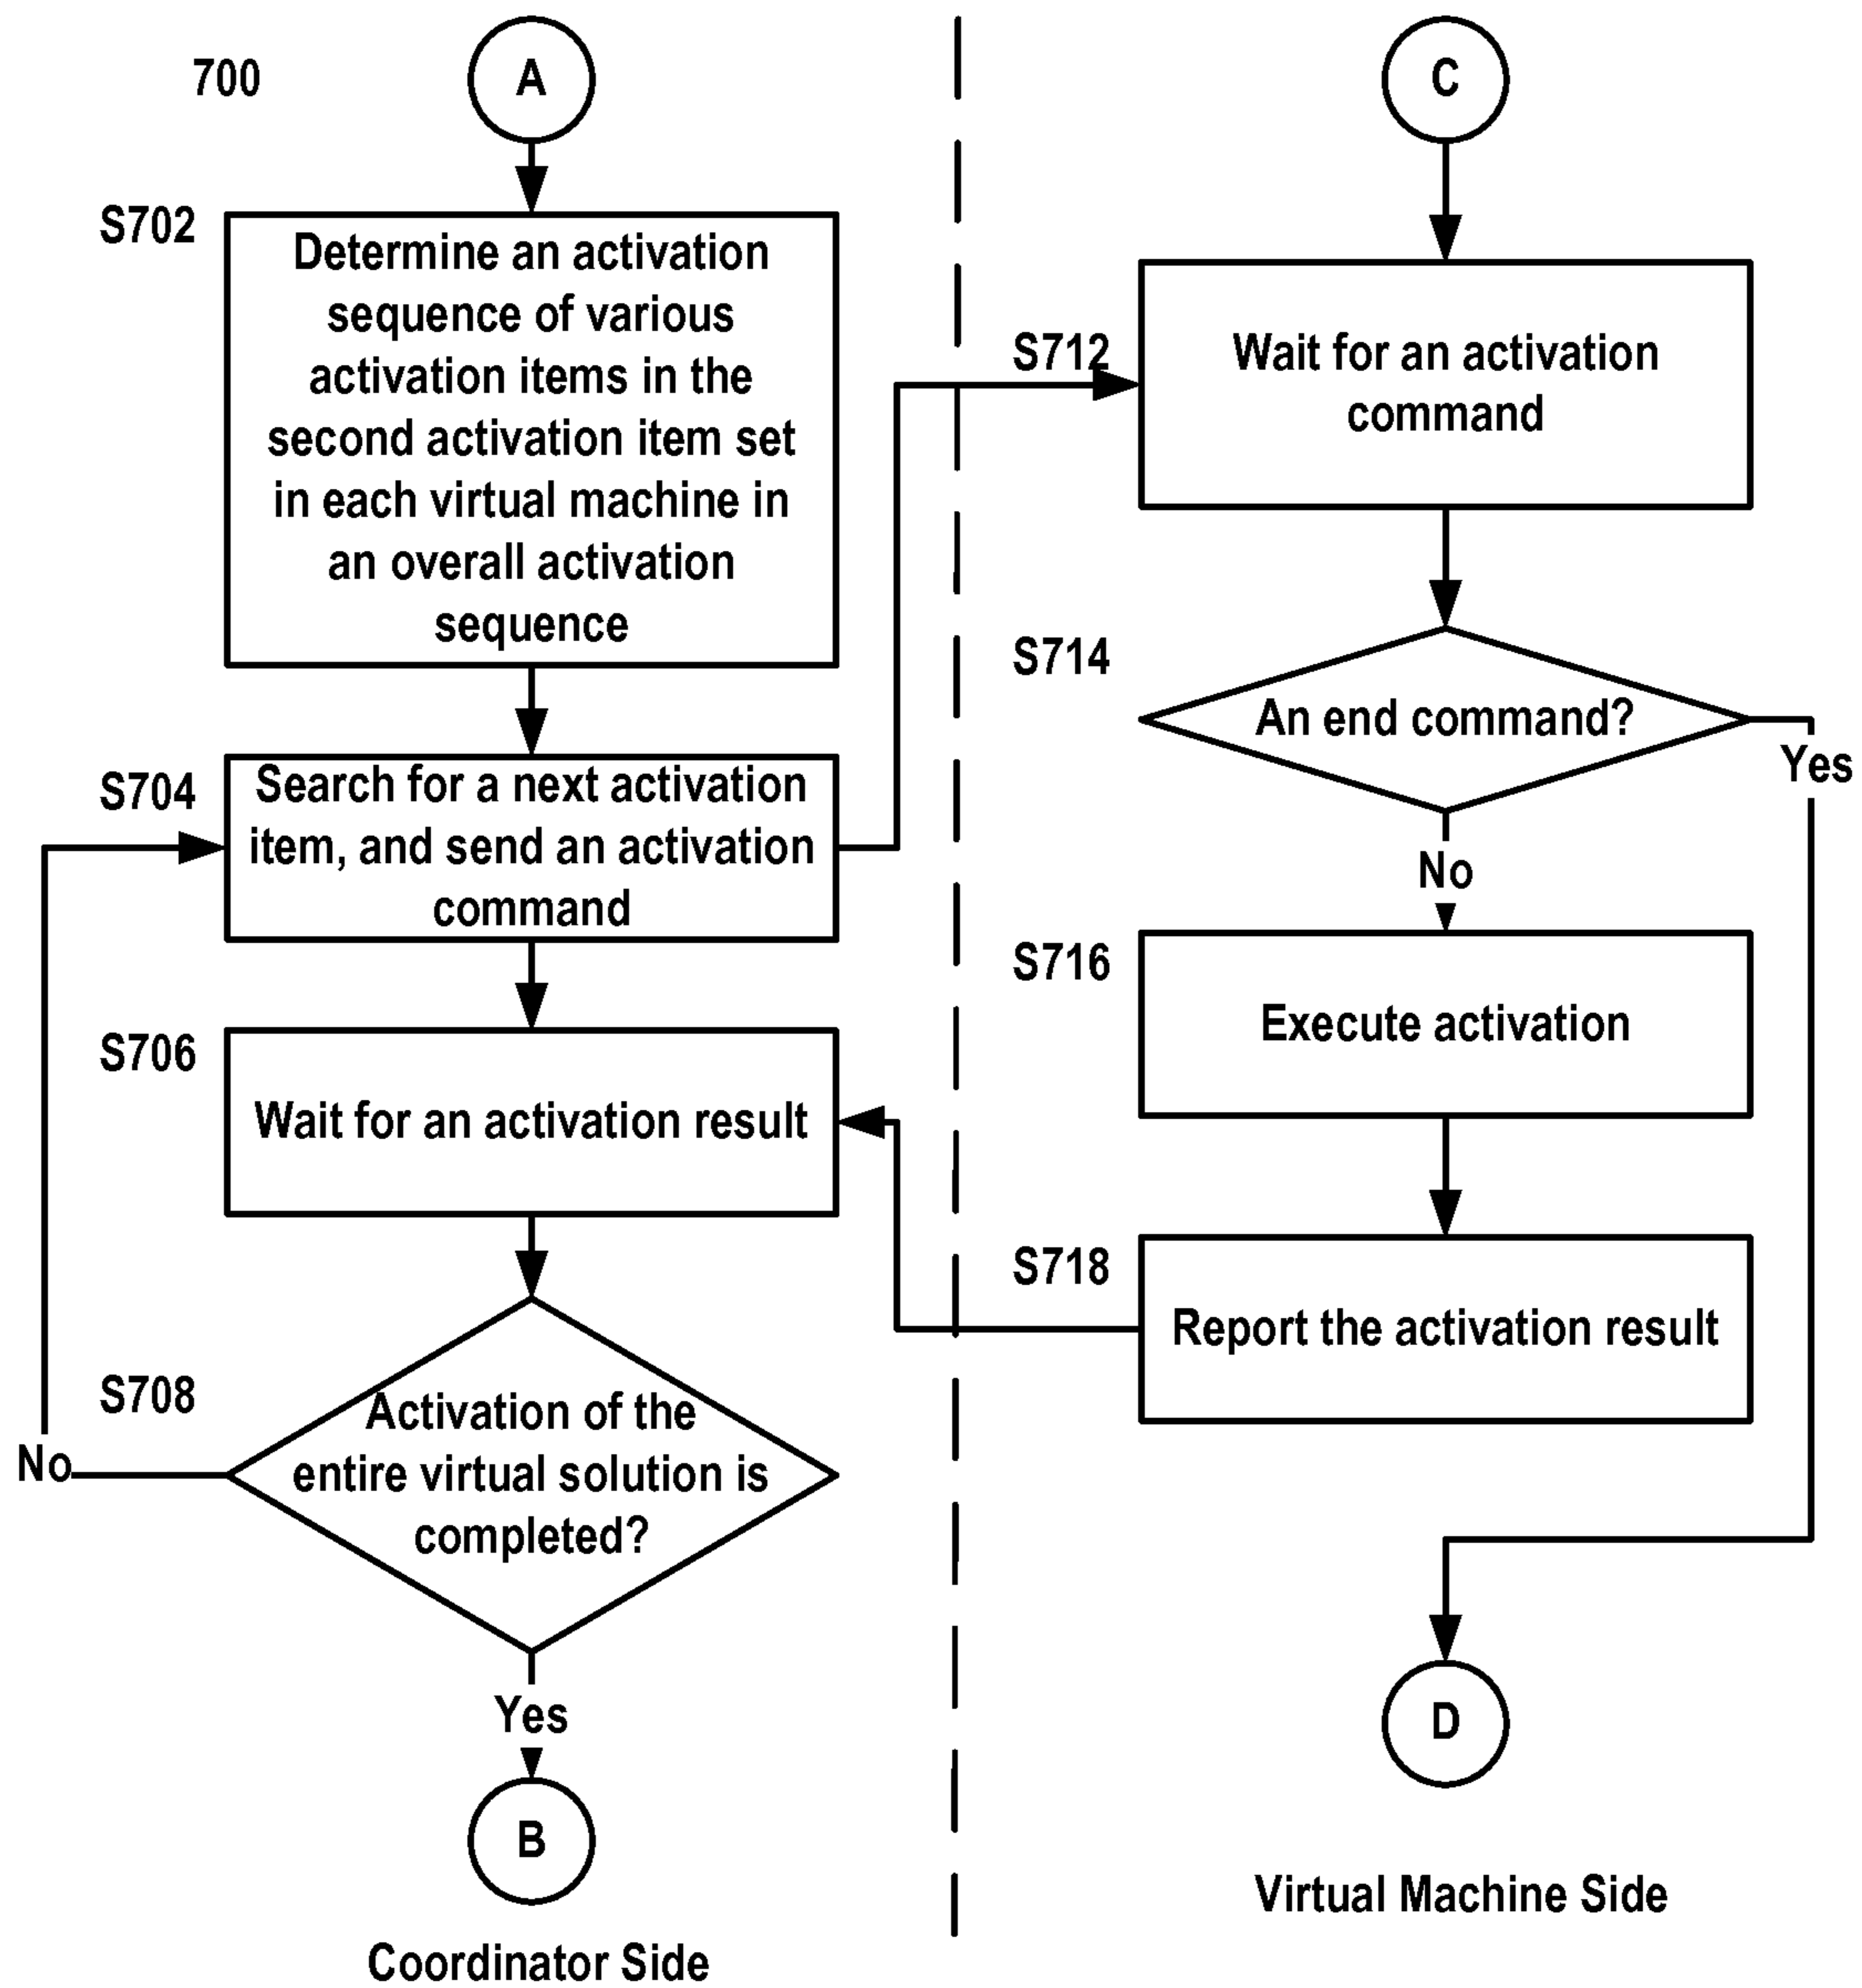 700
A
S702
Determine an activation
sequence of various
activation items in the
second activation item set
in each virtual machine in
an overall activation
sequence
S704
Search for a next activation
item, and send an activation
command
S706
Wait for an activation result
S708
Activation of the
entire virtual solution is
completed?
No
Yes
B
Coordinator Side
C
S712
Wait for an activation
command
S714
An end command?
Yes
No
S716
Execute activation
S718
Report the activation result
D
Virtual Machine Side